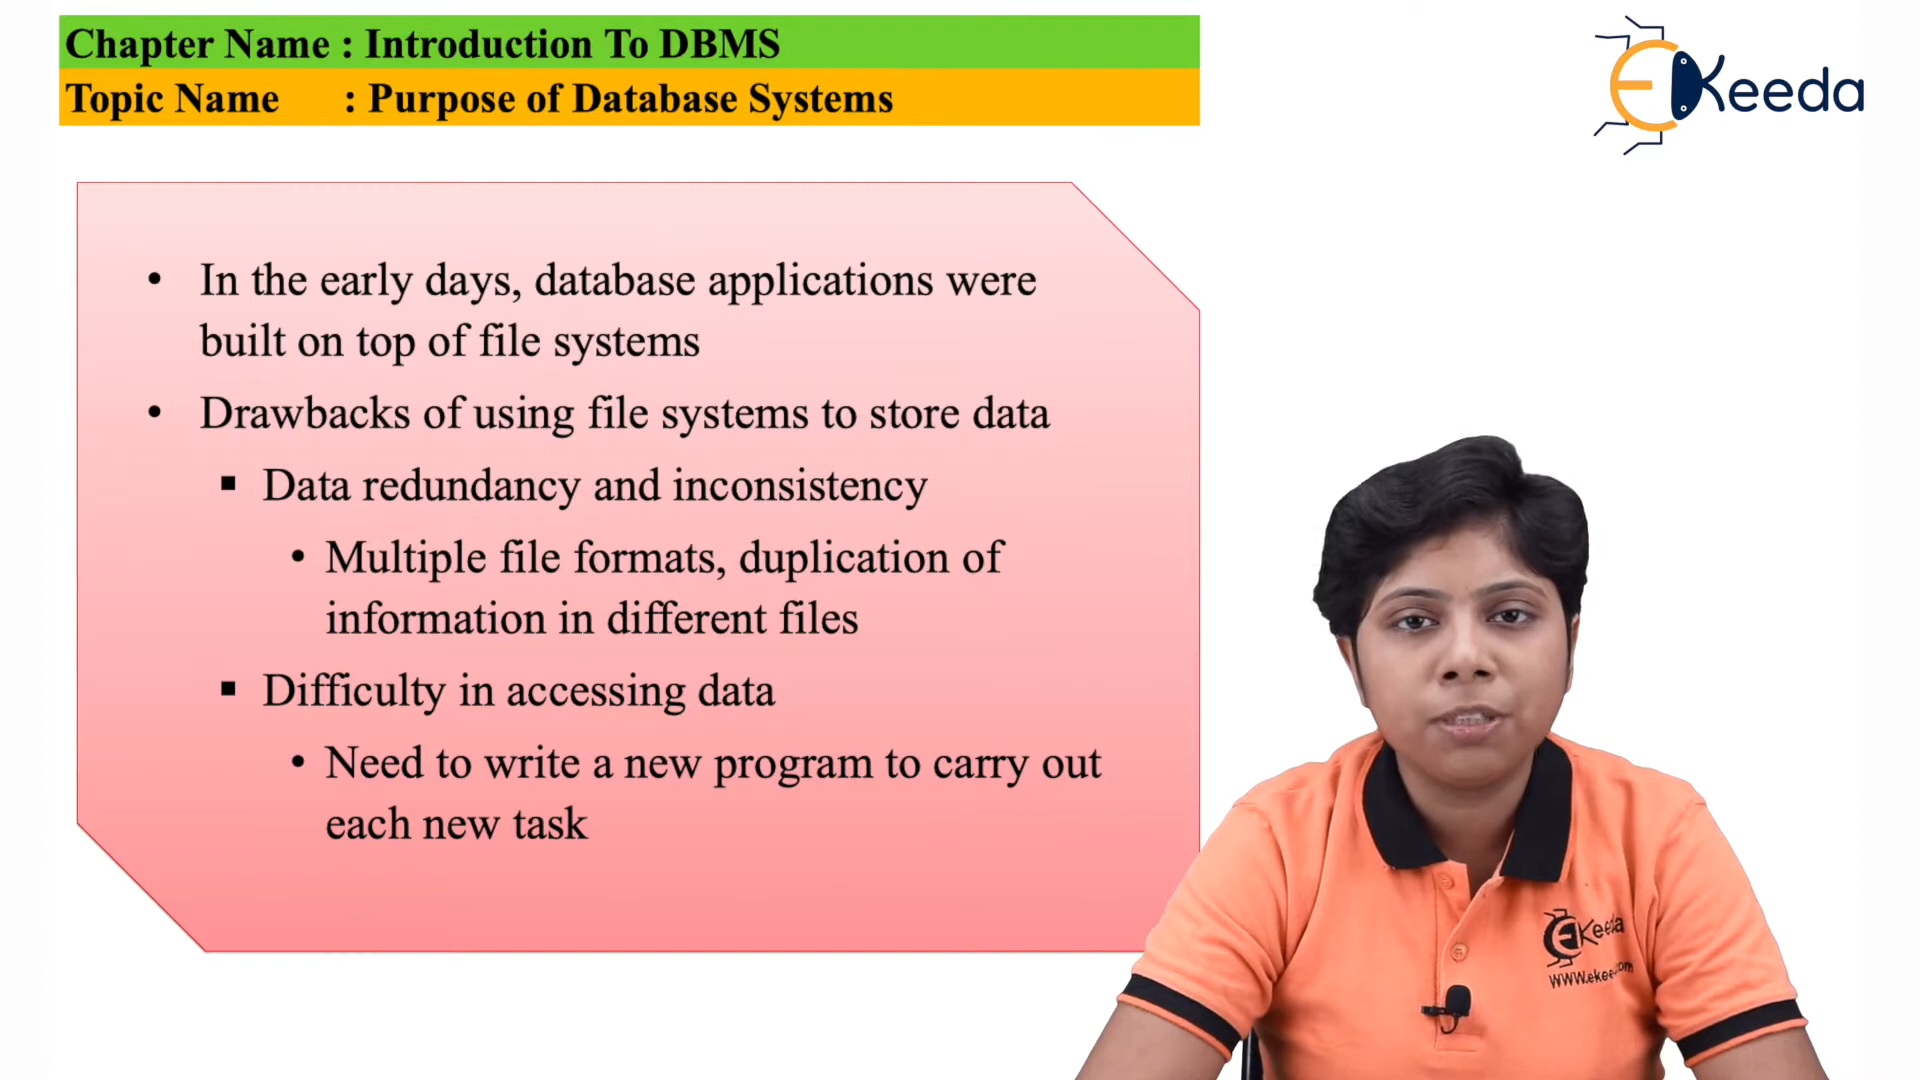 Chapter Name : Introduction To DBMS
Topic Name : Purpose of Database Systems
EKeeda
• In the early days, database applications were
built on top of file systems
• Drawbacks of using file systems to store data
▪ Data redundancy and inconsistency
• Multiple file formats, duplication of
information in different files
▪ Difficulty in accessing data
• Need to write a new program to carry out
each new task
EKeeda